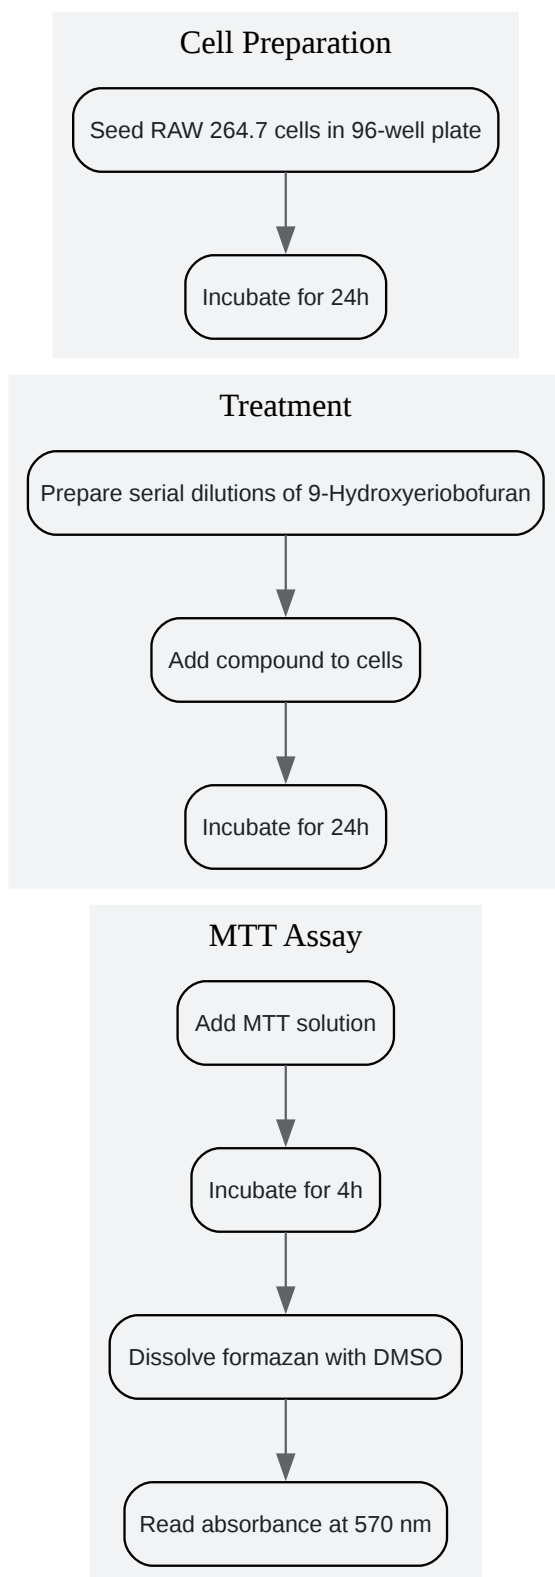 Cell Preparation
Seed RAW 264.7 cells in 96-well plate
Incubate for 24h
Treatment
Prepare serial dilutions of 9-Hydroxyeriobofuran
Add compound to cells
Incubate for 24h
MTT Assay
Add MTT solution
Incubate for 4h
Dissolve formazan with DMSO
Read absorbance at 570 nm